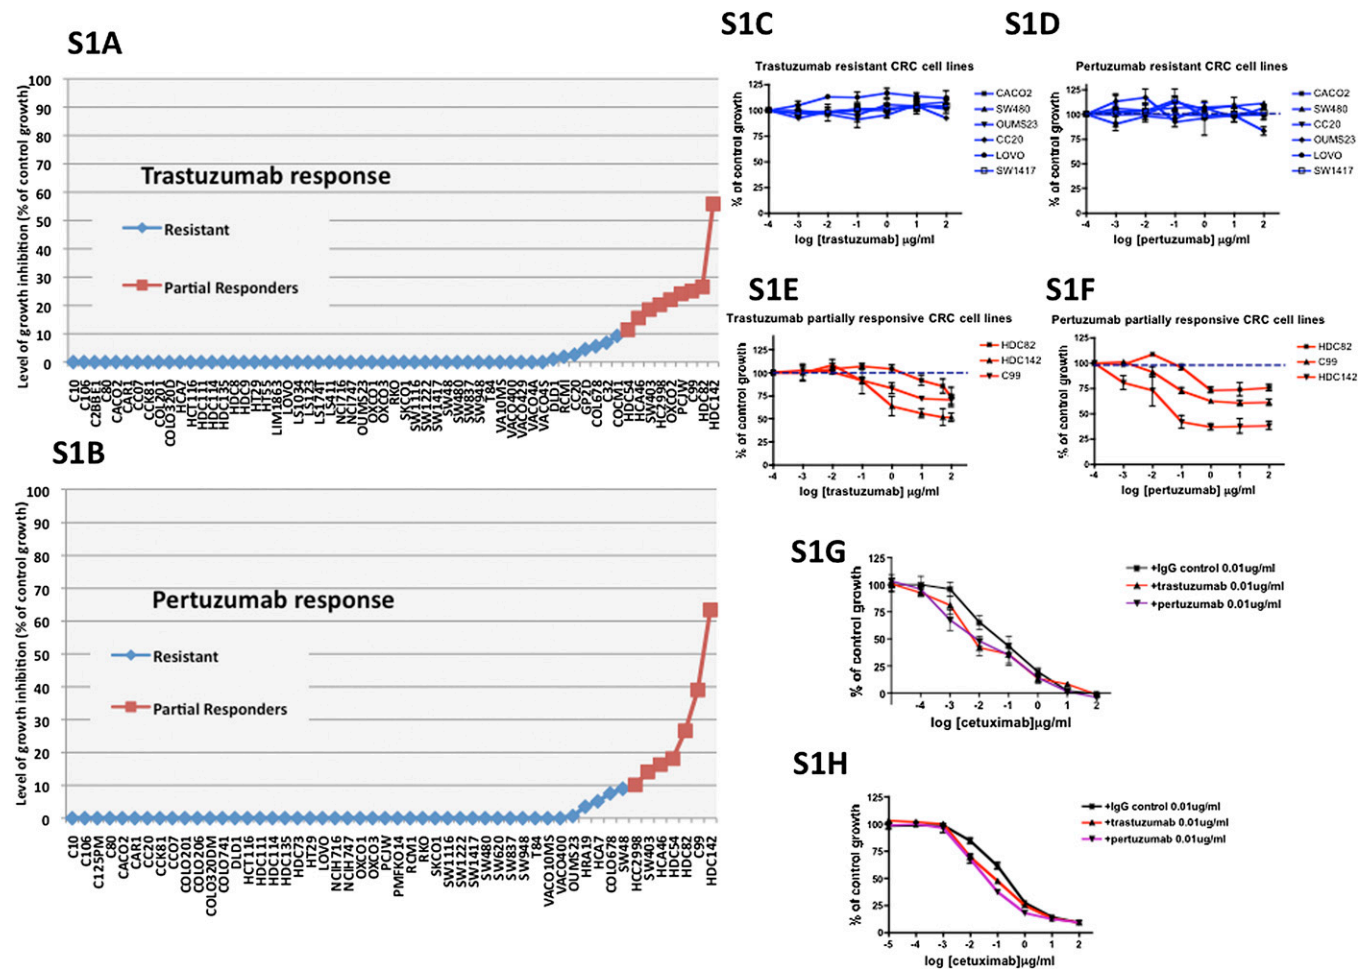 S1A
Level of growth inhibition (% of control growth)
100
90
80
70
60
50
40
30
20
10
0
Trastuzumab response
Resistant
Partial Responders
C10
C106
C2BBE1
C80
CACO2
CAR1
CC07
CCK81
COL201
COLO320DM
HCA7
HCT116
HDC111
HDC114
HDC135
HDC8
HDC9
HT29
HT55
LIM1863
LOVO
LS1034
LS123
LS174T
LS411
NCIH716
NCI747
OUMS23
OXCO1
OXCO3
RKO
SKCO1
SW1116
SW1222
SW1417
SW48
SW480
SW837
SW948
T84
VA10MS
VACO400
VACO429
VACO4A
VACO4S
DLD1
RCMI
CC20
GP2D
COL678
C32
COCM1
HDC54
HCA46
SW403
HC2998
OXCO2
PCJW
C99
HDC82
HDC142
S1B
Level of growth inhibition (% of control growth)
100
90
80
70
60
50
40
30
20
10
0
Pertuzumab response
Resistant
Partial Responders
C10
C106
C125PM
C80
CACO2
CAR1
CC20
CCK81
CCO7
COLO201
COLO206
COLO320DM
COLO741
DLD1
HCT116
HDC111
HDC114
HDC135
HDC73
HT29
LOVO
NCIH716
NCIH747
OXCO1
OXCO3
PCJW
PMFKO14
RCM1
RKO
SKCO1
SW1116
SW1222
SW1417
SW480
SW620
SW837
SW948
T84
VACO10MS
VACO400
OUMS23
HRA19
HCA7
COLO678
SW48
HCC2998
SW403
HCA46
HDC54
HDC82
C99
HDC142
S1C
Trastuzumab resistant CRC cell lines
% of control growth
125
100
75
50
25
0
-4 -3 -2 -1 0 1 2
log [trastuzumab] µg/ml
CACO2
SW480
OUMS23
CC20
LOVO
SW1417
S1D
Pertuzumab resistant CRC cell lines
% of control growth
125
100
75
50
25
0
-4 -3 -2 -1 0 1 2
log [pertuzumab] µg/ml
CACO2
SW480
CC20
OUMS23
LOVO
SW1417
S1E
Trastuzumab partially responsive CRC cell lines
% of control growth
125
100
75
50
25
0
-4 -3 -2 -1 0 1 2
log [trastuzumab] µg/ml
HDC82
HDC142
C99
S1F
Pertuzumab partially responsive CRC cell lines
% of control growth
125
100
75
50
25
0
-4 -3 -2 -1 0 1 2
log [pertuzumab] µg/ml
HDC82
C99
HDC142
S1G
% of control growth
125
100
75
50
25
0
-4 -3 -2 -1 0 1 2
log [cetuximab]µg/ml
+IgG control 0.01ug/ml
+trastuzumab 0.01ug/ml
+pertuzumab 0.01ug/ml
S1H
% of control growth
125
100
75
50
25
0
-5 -4 -3 -2 -1 0 1 2
log [cetuximab]µg/ml
+IgG control 0.01ug/ml
+trastuzumab 0.01ug/ml
+pertuzumab 0.01ug/ml